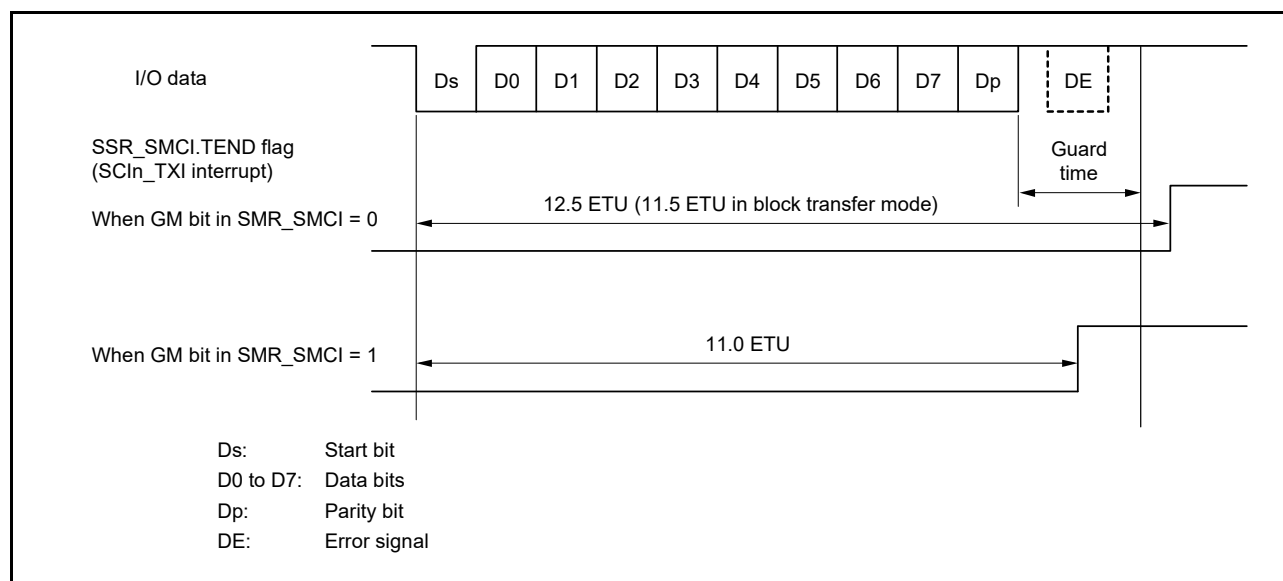 I/O data
Ds D0 D1 D2 D3 D4 D5 D6 D7 Dp DE
SSR_SMCI.TEND flag
(SCIn_TXI interrupt)
Guard
time
When GM bit in SMR_SMCI = 0
12.5 ETU (11.5 ETU in block transfer mode)
When GM bit in SMR_SMCI = 1
11.0 ETU
Ds: Start bit
D0 to D7: Data bits
Dp: Parity bit
DE: Error signal